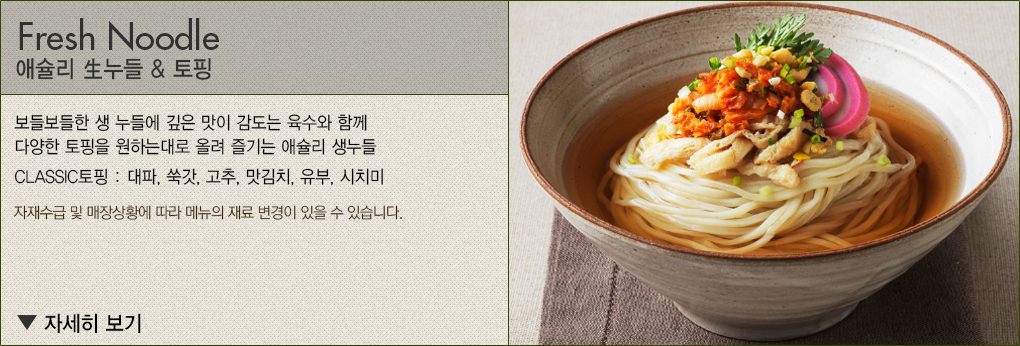 Fresh Noodle
애슐리 生누들 & 토핑
보들보들한 생 누들에 깊은 맛이 감도는 육수와 함께
다양한 토핑을 원하는대로 올려 즐기는 애슐리 생누들
CLASSIC토핑 : 대파, 쑥갓, 고추, 맛김치, 유부, 시치미
자재수급 및 매장상황에 따라 메뉴의 재료 변경이 있을 수 있습니다.
▼ 자세히 보기